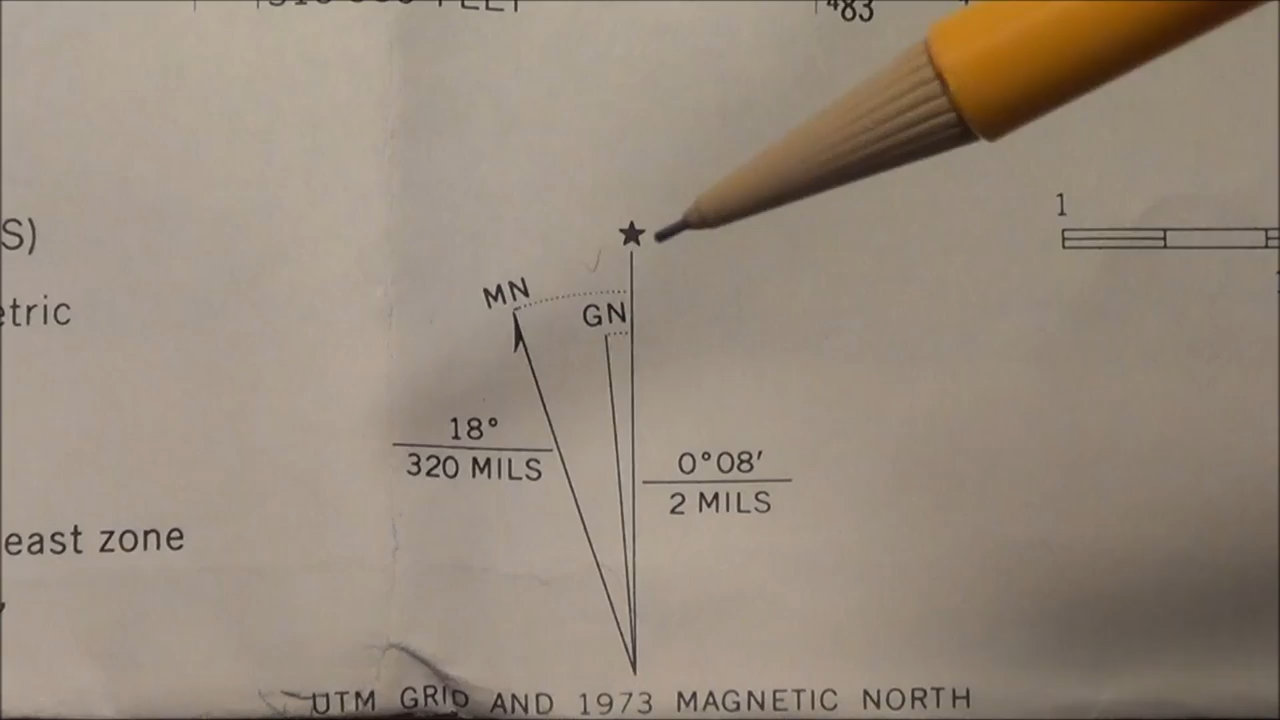 483
S)
1
MN
etric
GN
18°
320 MILS
0°08′
2 MILS
east zone
UTM GRID AND 1973 MAGNETIC NORTH